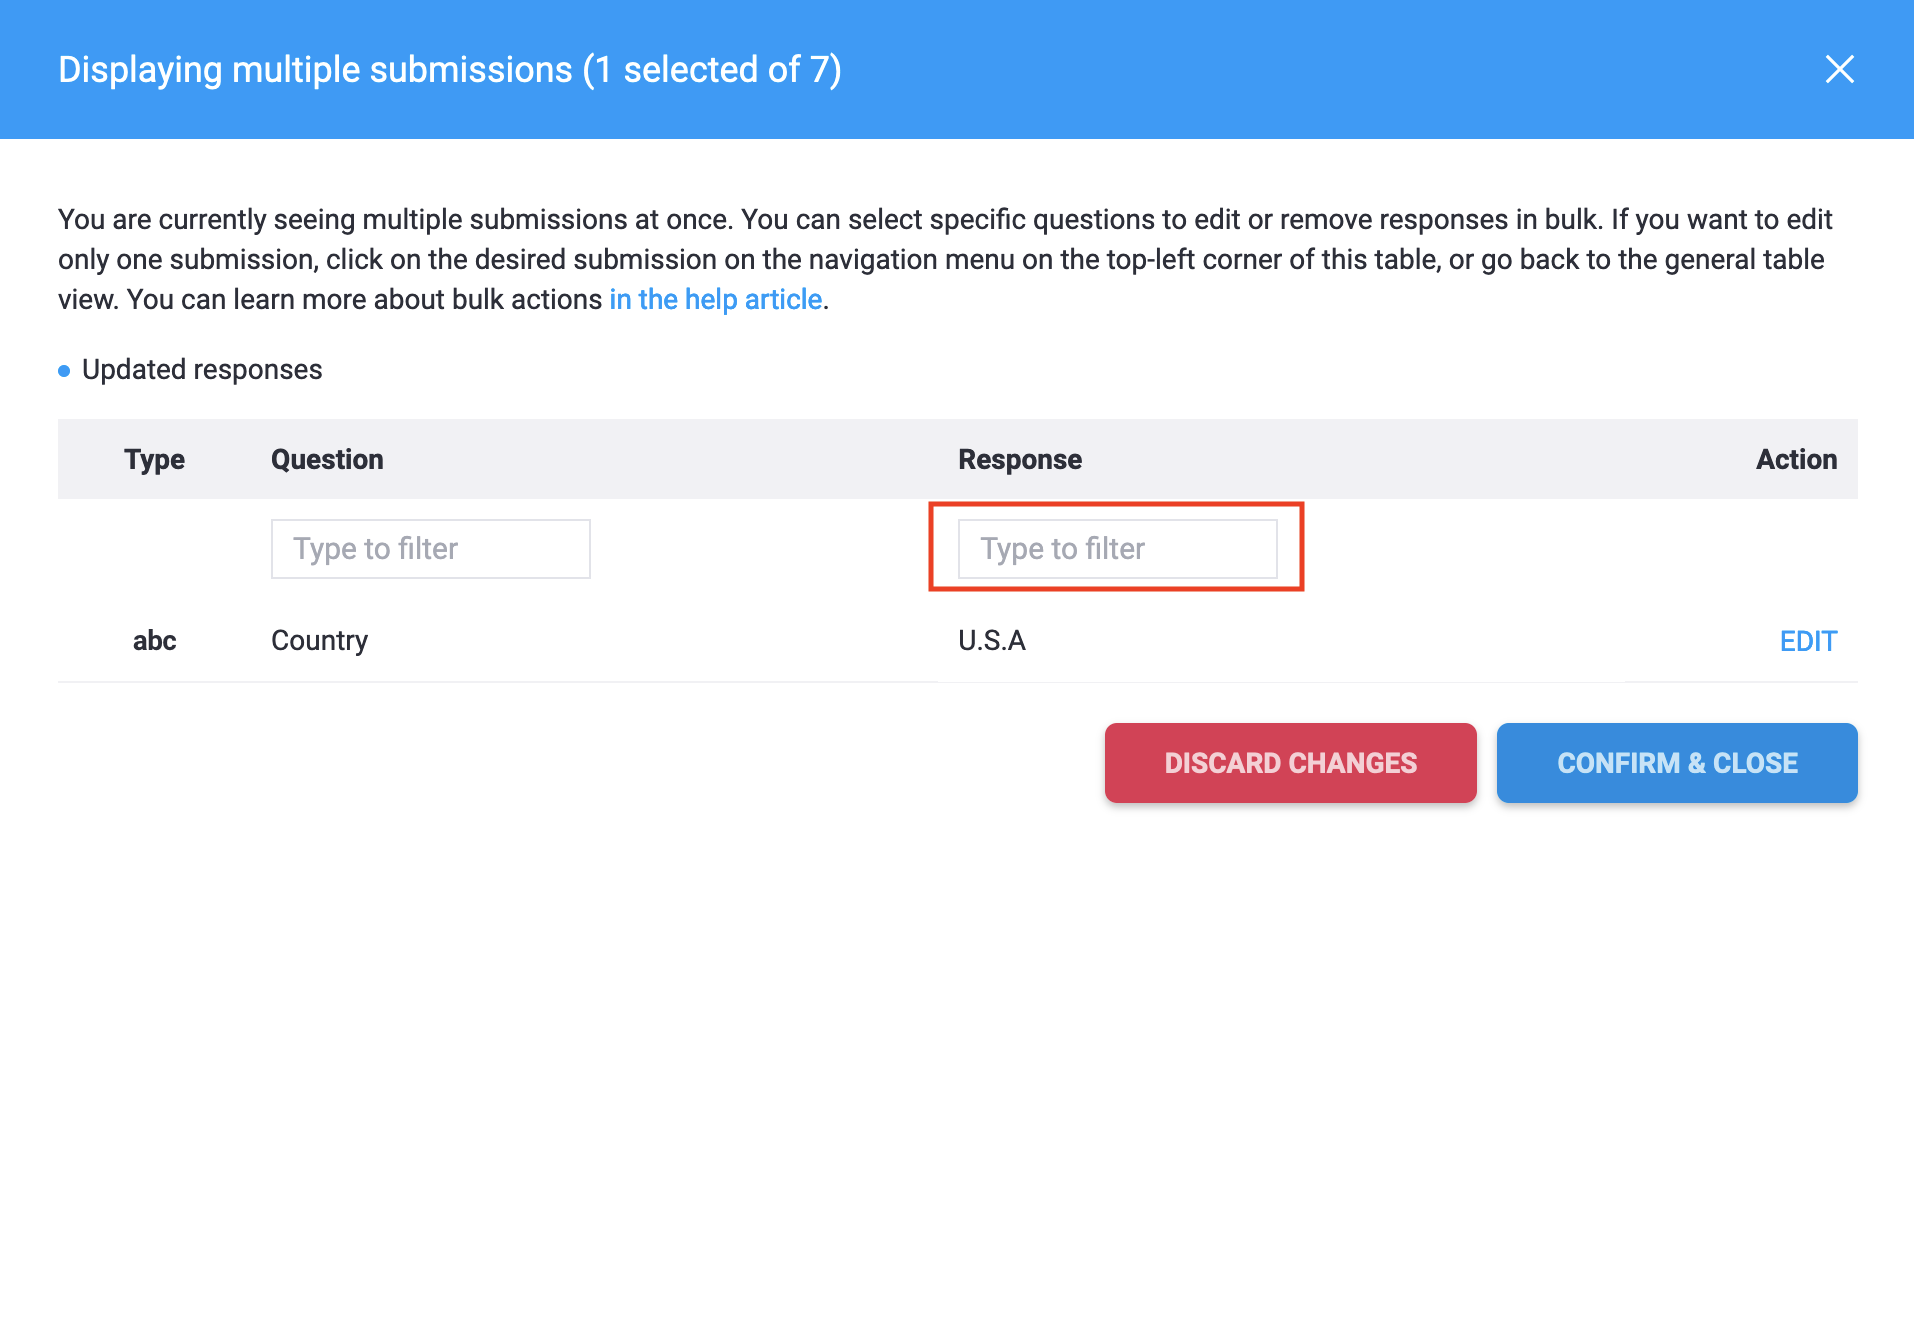 Displaying multiple submissions (1 selected of 7)
You are currently seeing multiple submissions at once. You can select specific questions to edit or remove responses in bulk. If you want to edit
only one submission, click on the desired submission on the navigation menu on the top-left corner of this table, or go back to the general table
view. You can learn more about bulk actions in the help article.
Updated responses
Type Question Response Action
Type to filter Type to filter
abc Country U.S.A EDIT
DISCARD CHANGES CONFIRM & CLOSE